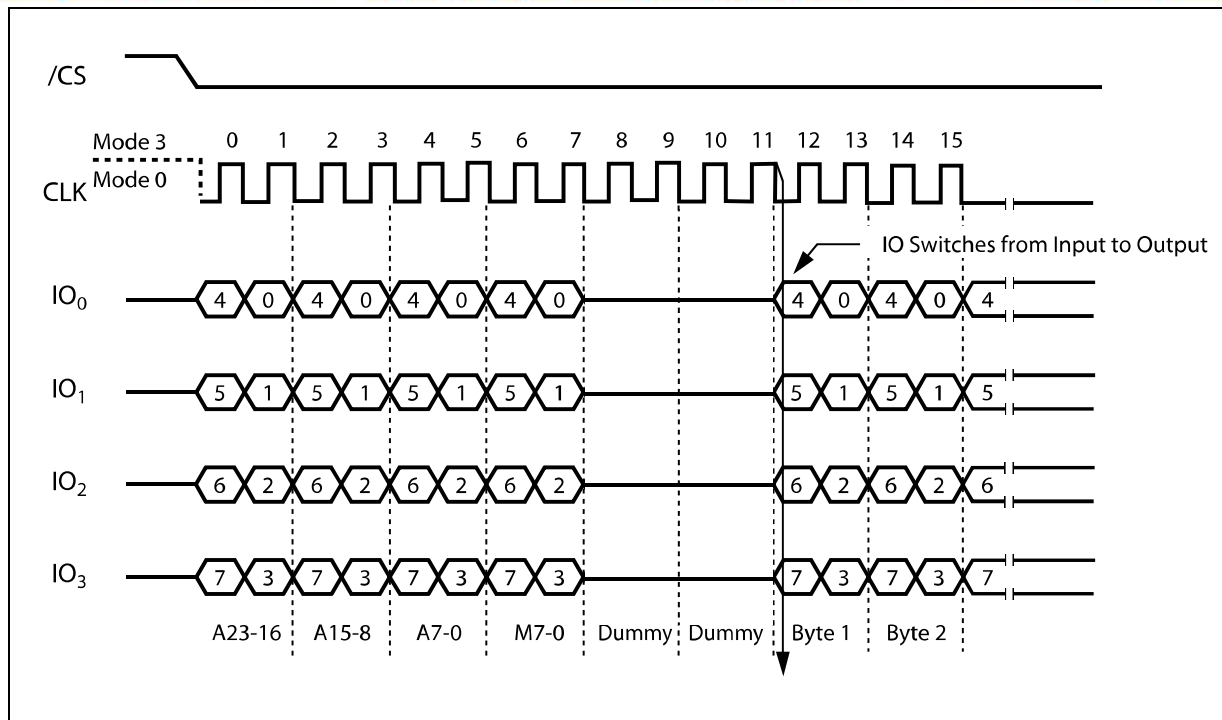 /CS
Mode 3 0 1 2 3 4 5 6 7 8 9 10 11 12 13 14 15
CLK Mode 0
IO Switches from Input to Output
IO0 4 0 4 0 4 0 4 0 4 0 4 0 4
IO1 5 1 5 1 5 1 5 1 5 1 5 1 5
IO2 6 2 6 2 6 2 6 2 6 2 6 2 6
IO3 7 3 7 3 7 3 7 3 7 3 7 3 7
A23-16 A15-8 A7-0 M7-0 Dummy Dummy Byte 1 Byte 2